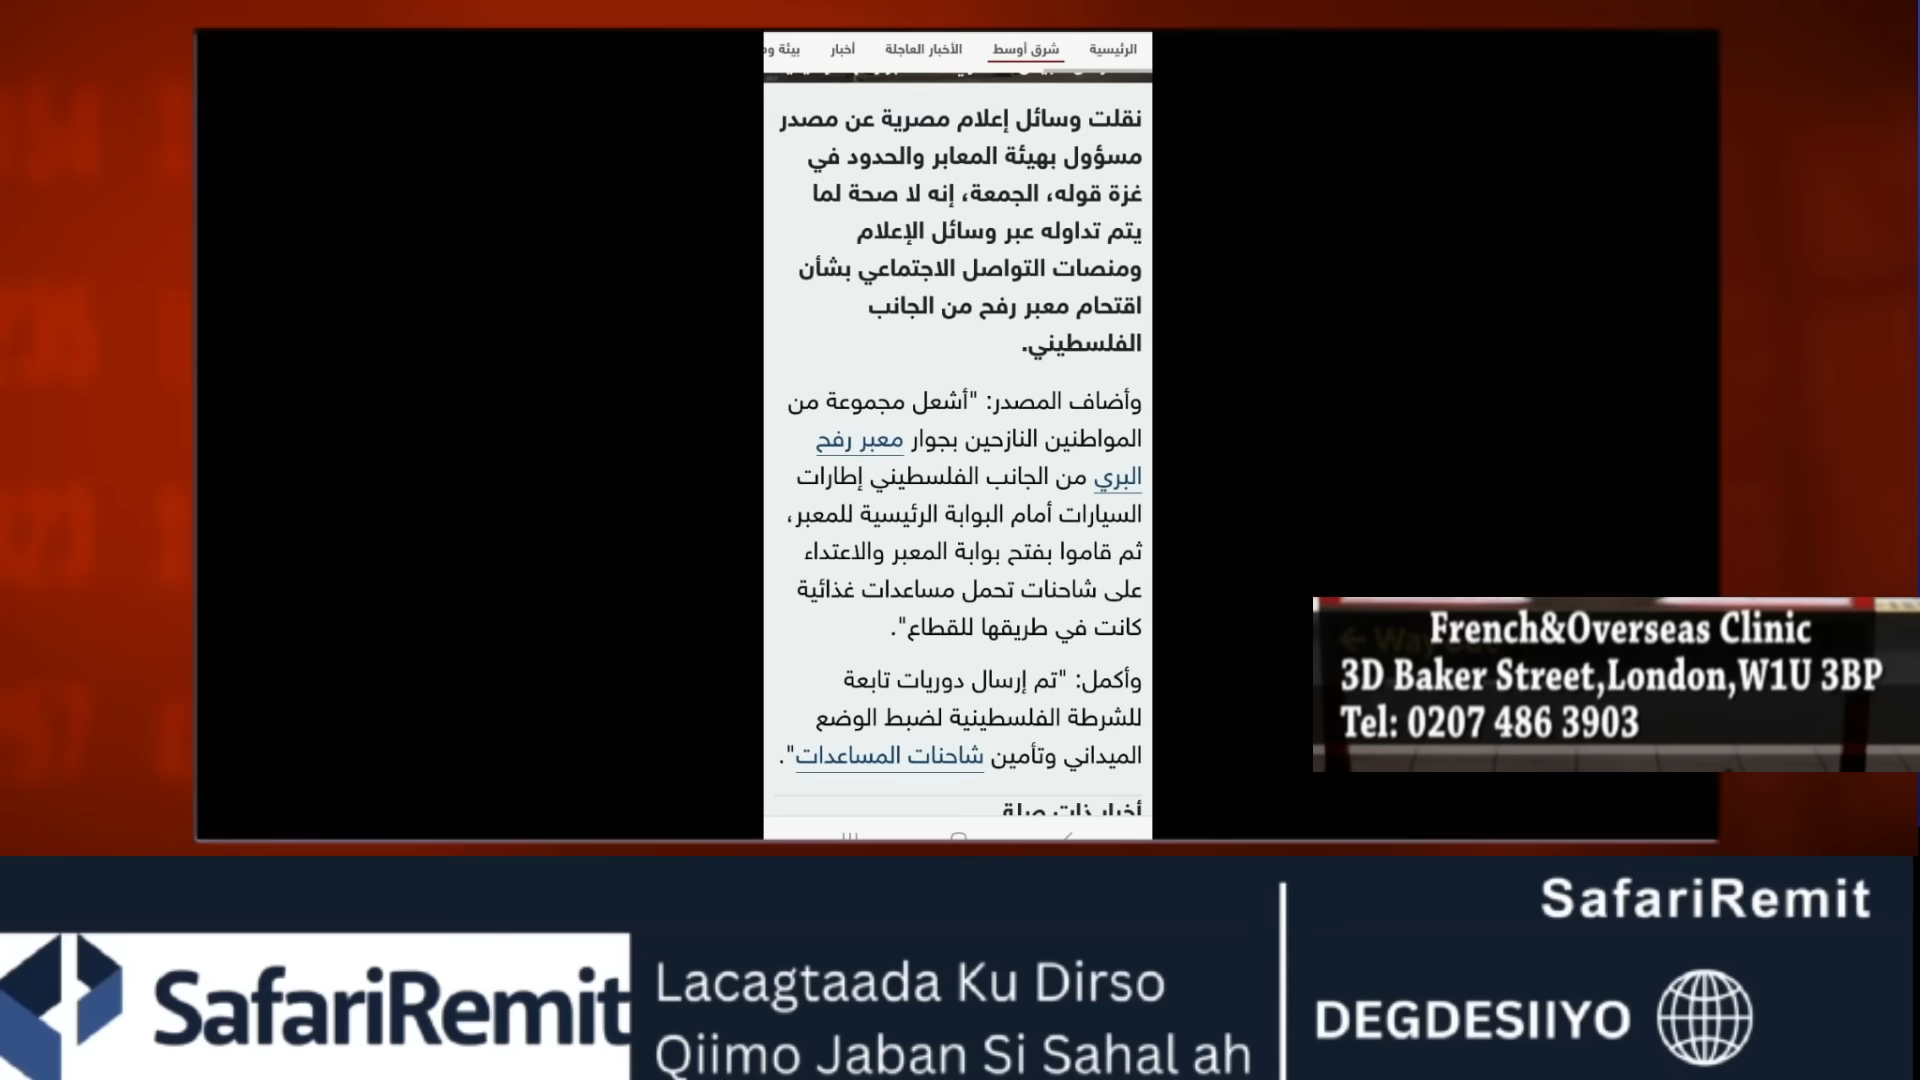 الرئيسية شرق أوسط الأخبار العاجلة أخبار بيئة
نقلت وسائل إعلام مصرية عن مصدر
مسؤول بهيئة المعابر والحدود في
غزة قوله، الجمعة، إنه لا صحة لما
يتم تداوله عبر وسائل الإعلام
ومنصات التواصل الاجتماعي بشأن
اقتحام معبر رفح من الجانب
الفلسطيني.
وأضاف المصدر: "أشعل مجموعة من
المواطنين النازحين بجوار معبر رفح
البري من الجانب الفلسطيني إطارات
السيارات أمام البوابة الرئيسية للمعبر،
ثم قاموا بفتح بوابة المعبر والاعتداء
على شاحنات تحمل مساعدات غذائية
كانت في طريقها للقطاع".
وأكمل: "تم إرسال دوريات تابعة
للشرطة الفلسطينية لضبط الوضع
الميداني وتأمين شاحنات المساعدات".
أخبار ذات صلة
French&Overseas Clinic
3D Baker Street,London,W1U 3BP
Tel: 0207 486 3903
SafariRemit
SafariRemit
Lacagtaada Ku Dirso
Qiimo Jaban Si Sahal ah
DEGDESIIYO